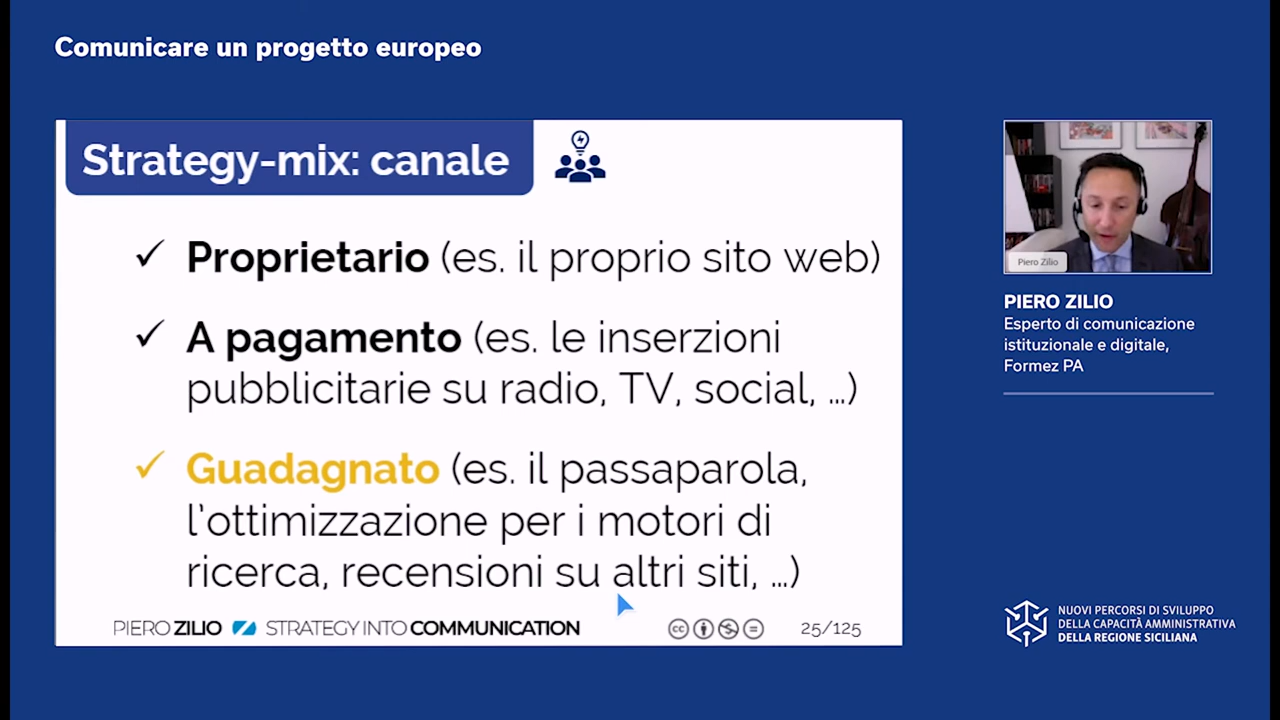 Comunicare un progetto europeo
Strategy-mix: canale
✓ Proprietario (es. il proprio sito web)
✓ A pagamento (es. le inserzioni
pubblicitarie su radio, TV, social, ...)
✓ Guadagnato (es. il passaparola,
l'ottimizzazione per i motori di
ricerca, recensioni su altri siti, ...)
PIERO ZILIO STRATEGY INTO COMMUNICATION
cc
25/125
Piero Zilio
PIERO ZILIO
Esperto di comunicazione
istituzionale e digitale,
Formez PA
NUOVI PERCORSI DI SVILUPPO
DELLA CAPACITÀ AMMINISTRATIVA
DELLA REGIONE SICILIANA